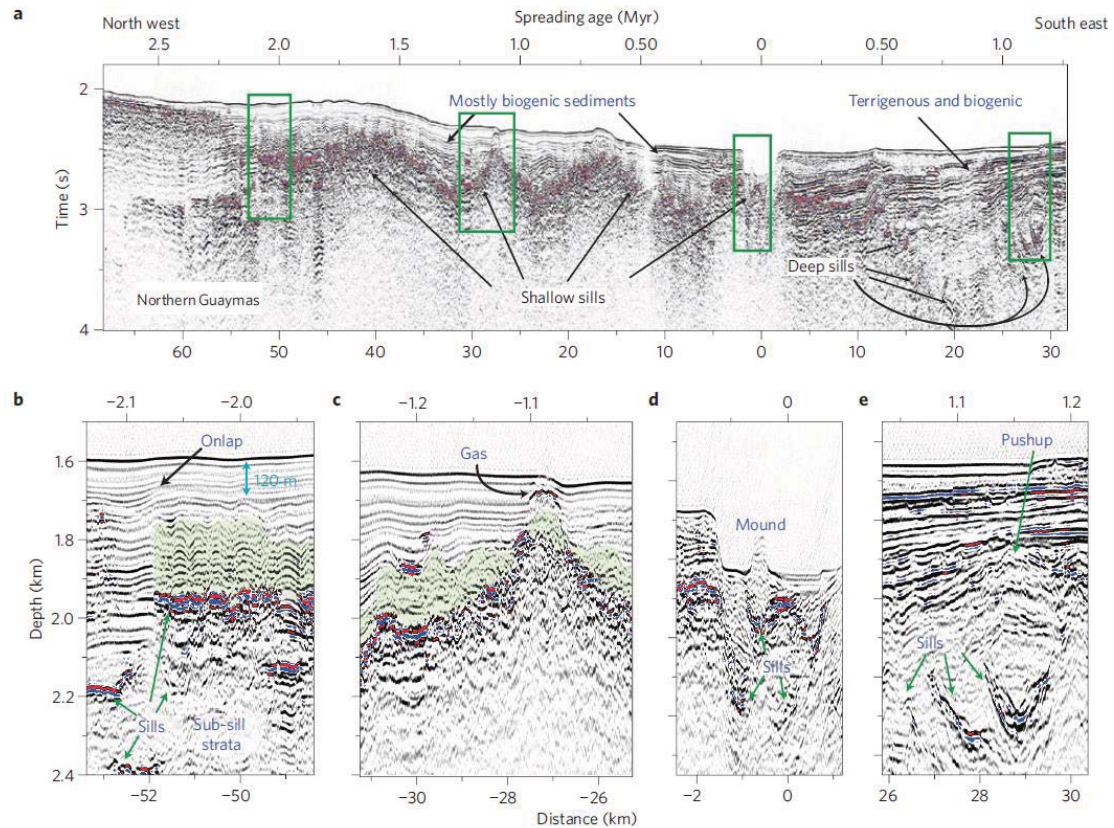 a
North west
Spreading age (Myr)
South east
2.5 2.0 1.5 1.0 0.5 0 0.50 1.0
2
3
4
Time (s)
Mostly biogenic sediments
Terrigenous and biogenic
Deep sills
Shallow sills
Northern Guaymas
60 50 40 30 20 10 0 10 20 30
b
−2.1 −2.0
Onlap
120 m
Sills
Sub-sill
strata
1.6
1.8
2.0
2.2
2.4
Depth (km)
−52 −50
c
−1.2 −1.1
Gas
−30 −28 −26
d
0
Mound
Sills
−2 0
e
1.1 1.2
Pushup
Sills
26 28 30
Distance (km)